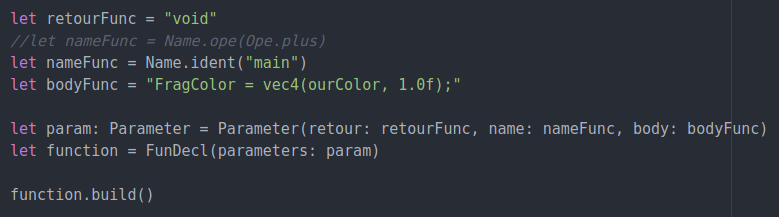 let retourFunc = "void"
//let nameFunc = Name.ope(Ope.plus)
let nameFunc = Name.ident("main")
let bodyFunc = "FragColor = vec4(ourColor, 1.0f);"
let param: Parameter = Parameter(retour: retourFunc, name: nameFunc, body: bodyFunc)
let function = FunDecl(parameters: param)
function.build()